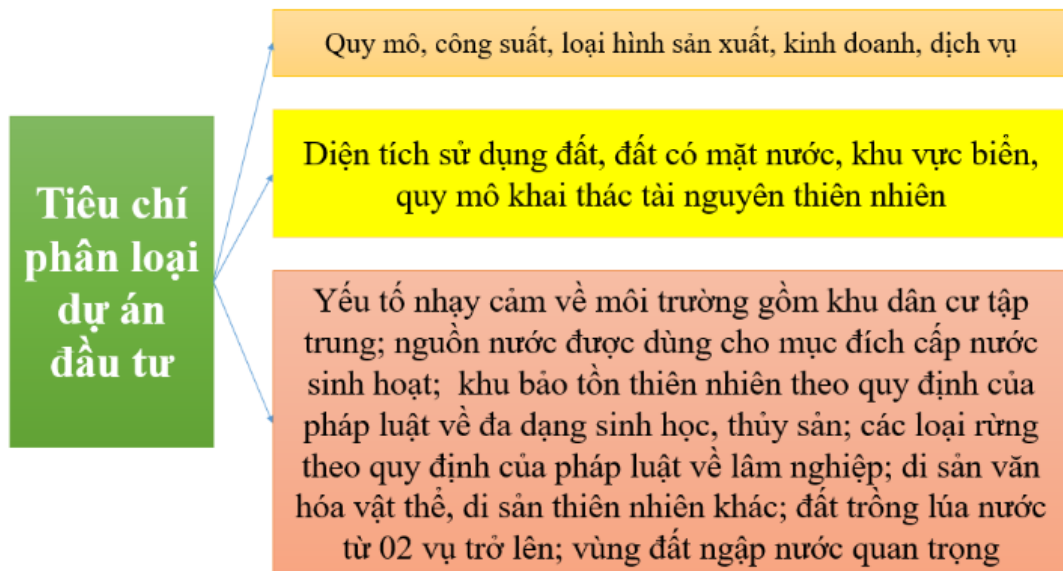 Tiêu chí
phân loại
dự án
đầu tư
Quy mô, công suất, loại hình sản xuất, kinh doanh, dịch vụ
Diện tích sử dụng đất, đất có mặt nước, khu vực biển,
quy mô khai thác tài nguyên thiên nhiên
Yếu tố nhạy cảm về môi trường gồm khu dân cư tập
trung; nguồn nước được dùng cho mục đích cấp nước
sinh hoạt;  khu bảo tồn thiên nhiên theo quy định của
pháp luật về đa dạng sinh học, thủy sản; các loại rừng
theo quy định của pháp luật về lâm nghiệp; di sản văn
hóa vật thể, di sản thiên nhiên khác; đất trồng lúa nước
từ 02 vụ trở lên; vùng đất ngập nước quan trọng